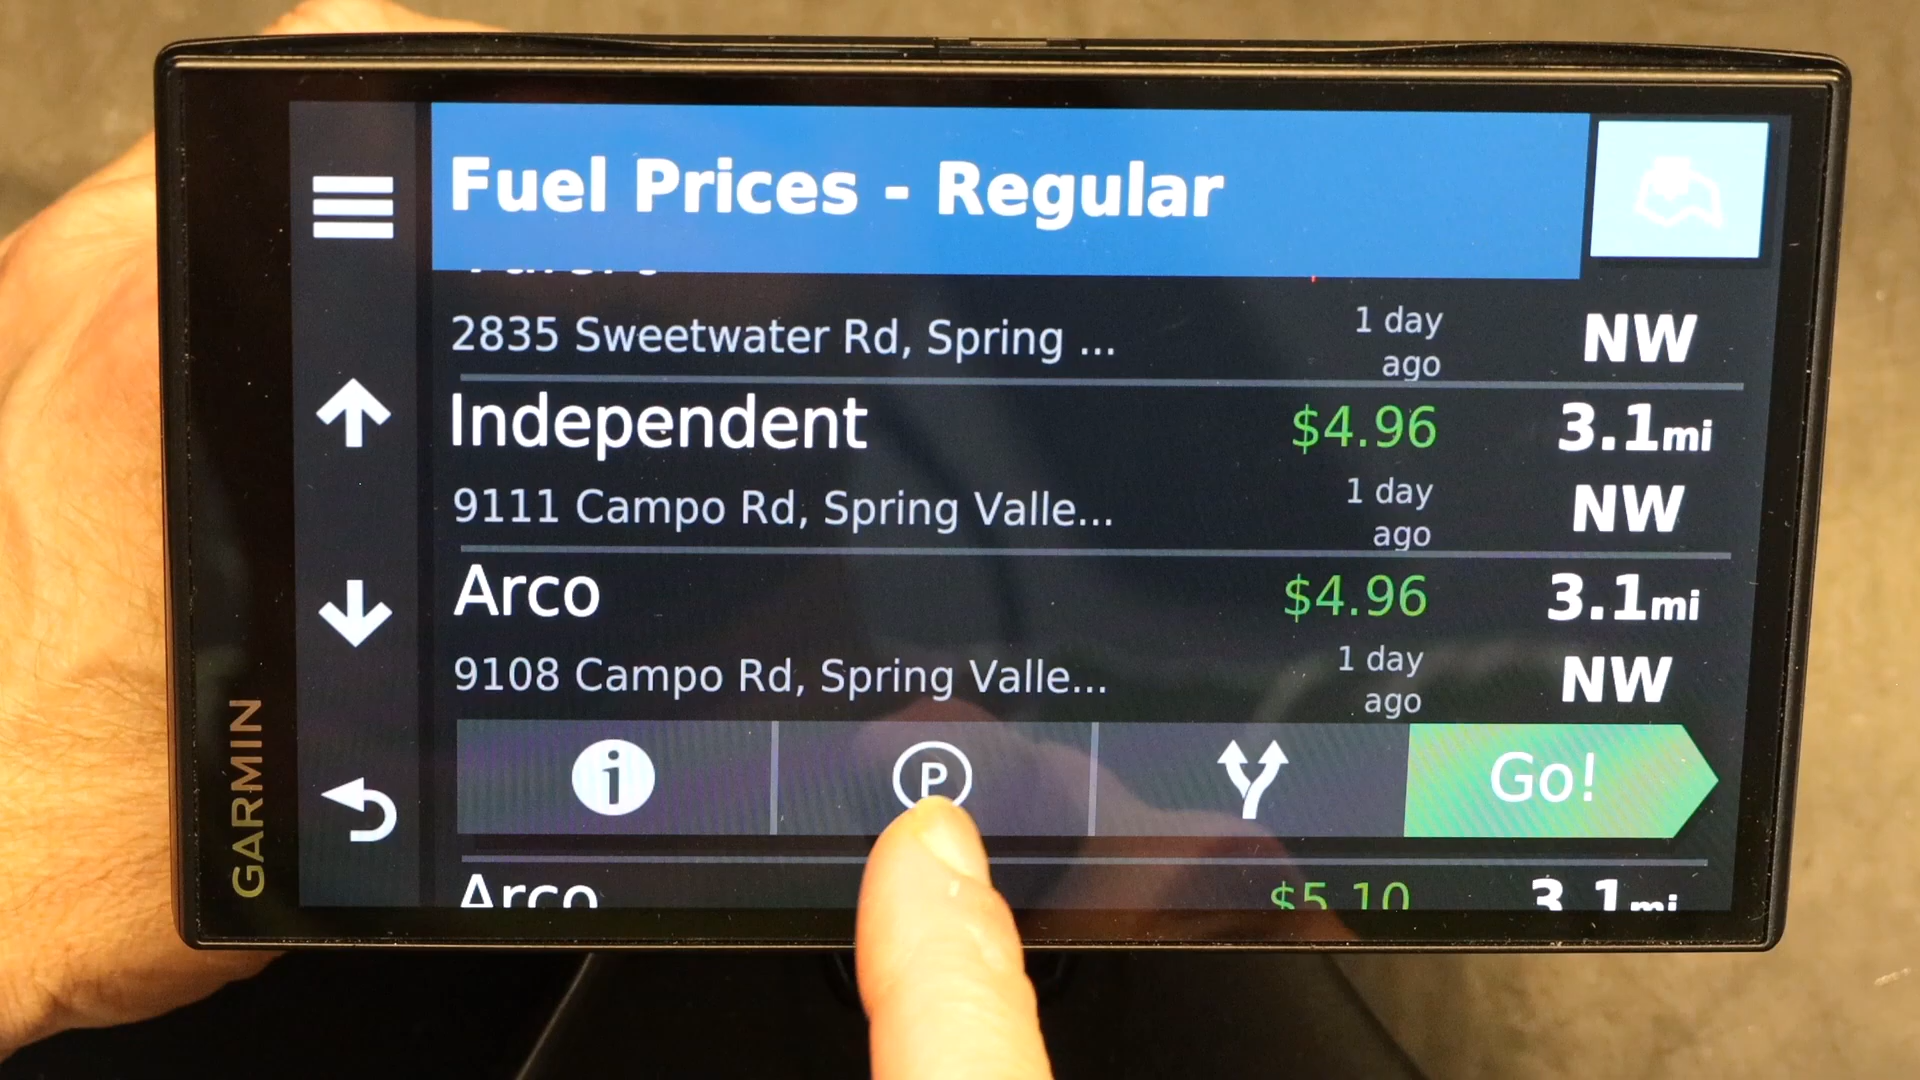 Fuel Prices - Regular
2835 Sweetwater Rd, Spring ...
1 day
ago
NW
Independent
$4.96
3.1mi
9111 Campo Rd, Spring Valle...
1 day
ago
NW
Arco
$4.96
3.1mi
9108 Campo Rd, Spring Valle...
1 day
ago
NW
i
P
Go!
Arco
$5.10
3.1mi
GARMIN